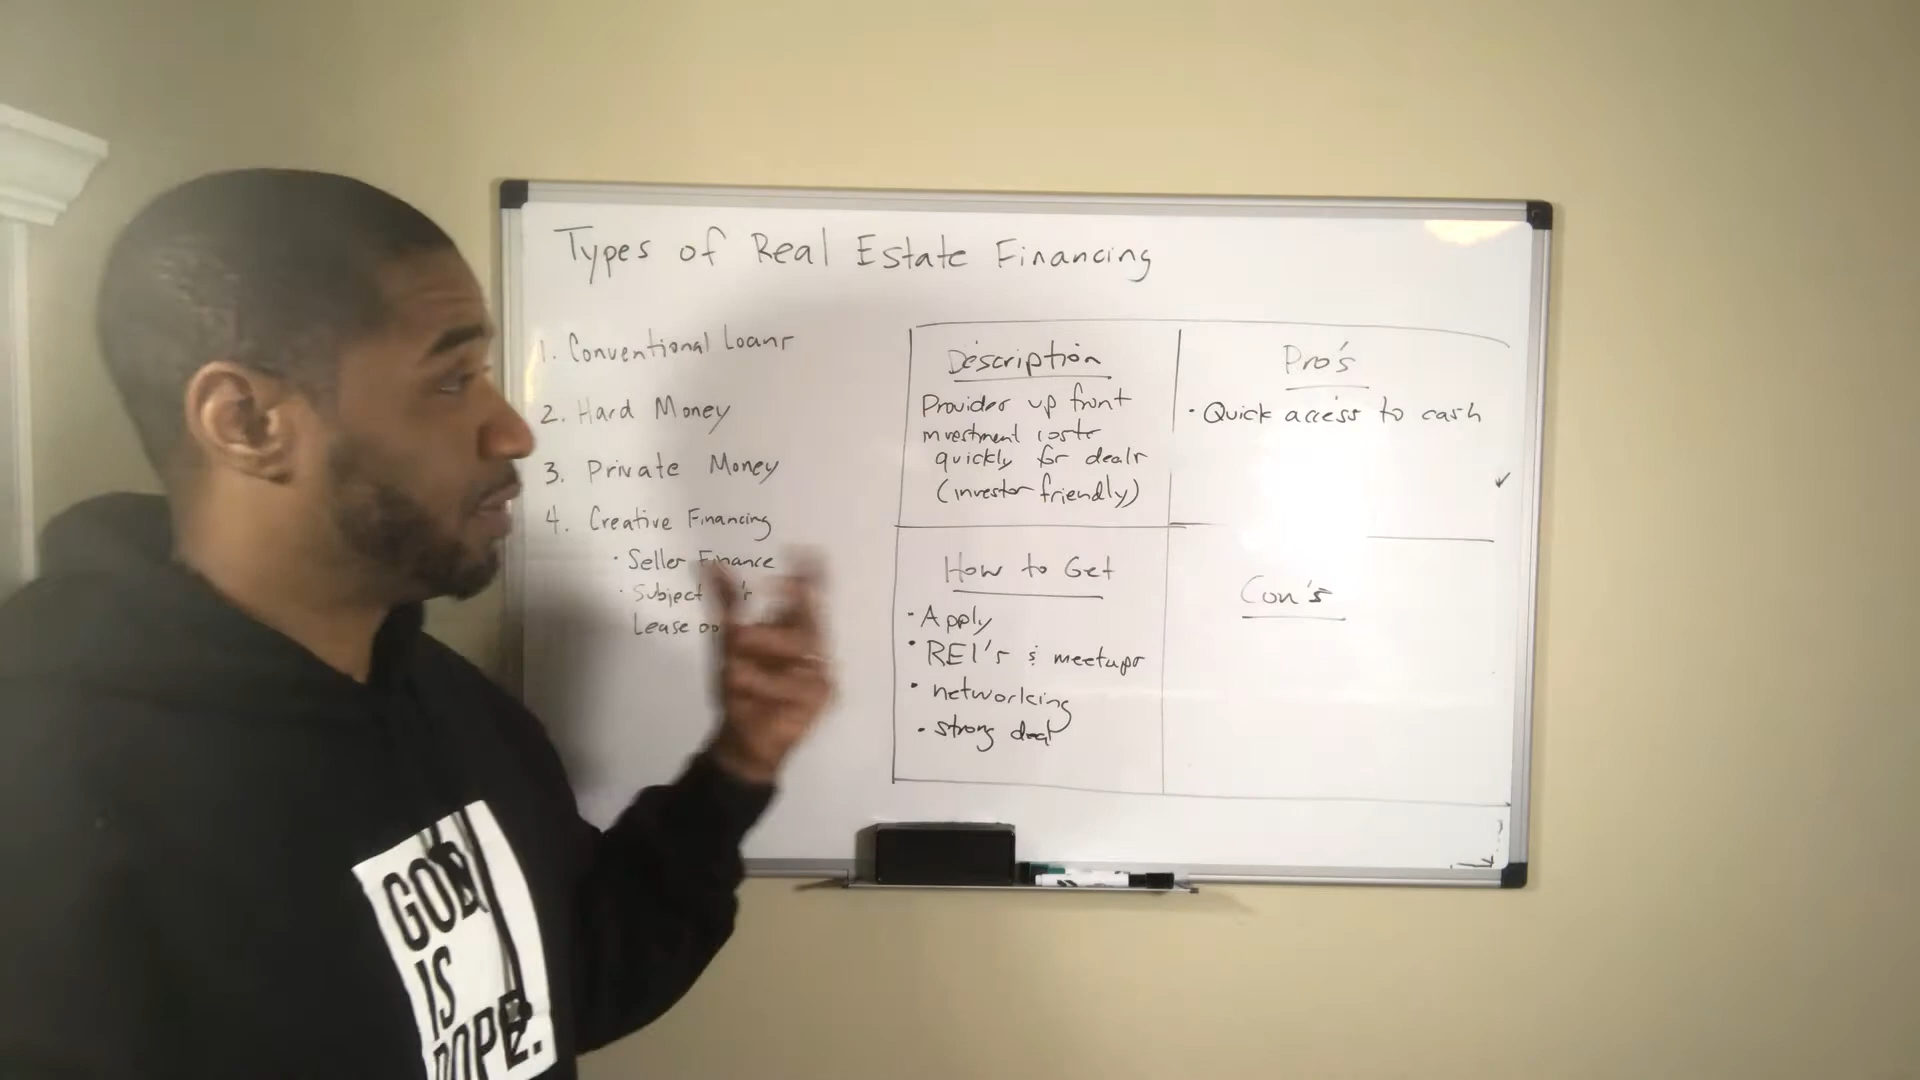 Types of Real Estate Financing
1. Conventional Loans
2. Hard Money
3. Private Money
4. Creative Financing
• Seller Finance
• Subject
Lease
Description
Provides up front
investment costs
quickly for deals
(investor friendly)
Pro's
• Quick access to cash
How to Get
• Apply
• REI's & meetups
• networking
• strong deal
Con's
GOD
IS
DOPE.